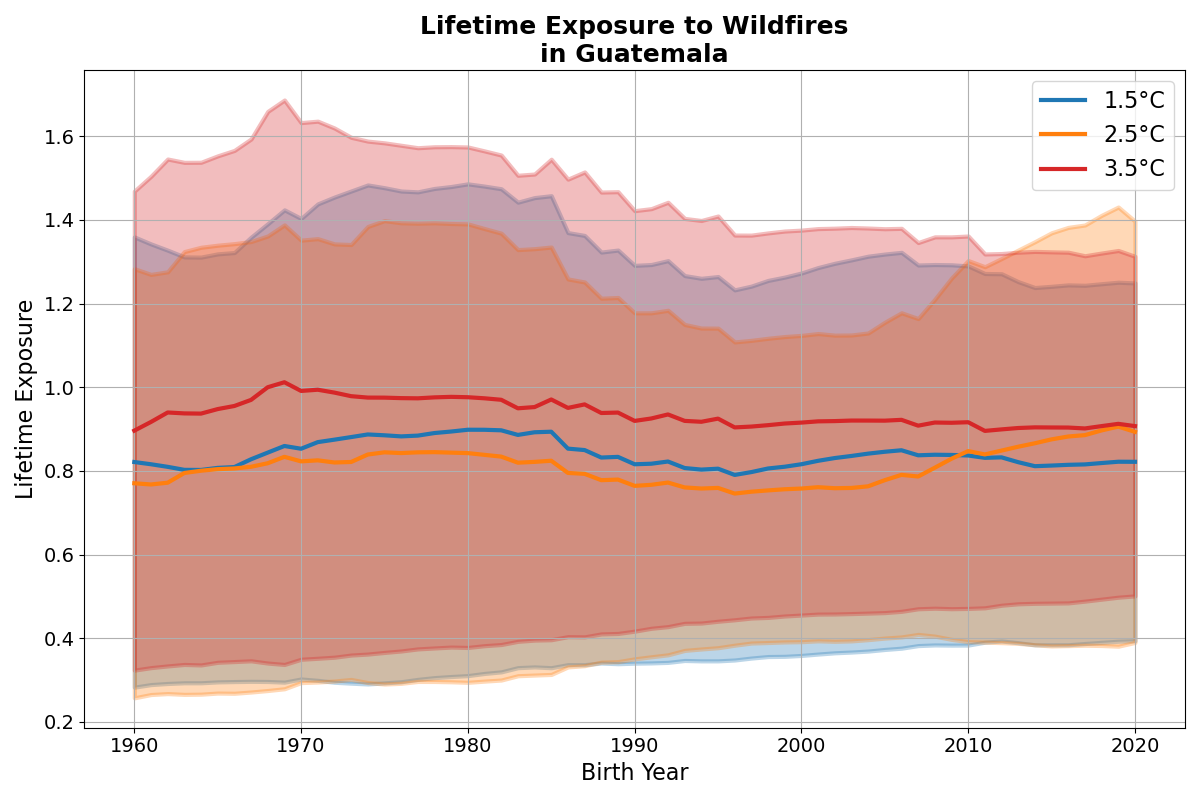 Lifetime Exposure to Wildfires
in Guatemala
1.5°C
2.5°C
3.5°C
Lifetime Exposure
1.6
1.4
1.2
1.0
0.8
0.6
0.4
0.2
1960 1970 1980 1990 2000 2010 2020
Birth Year